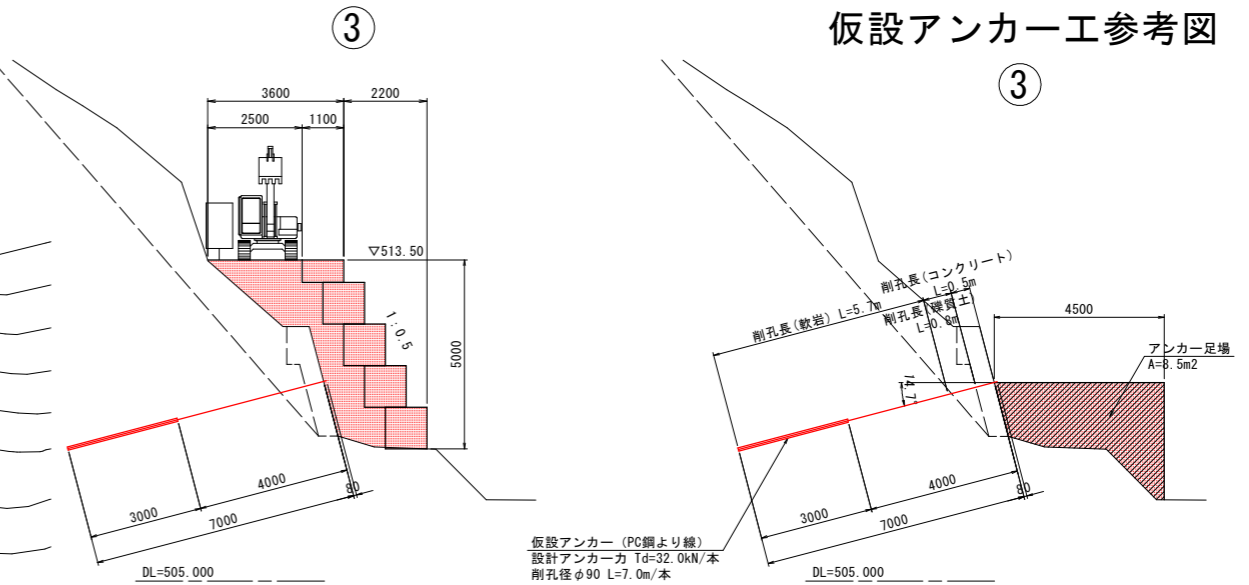 ③
仮設アンカー工参考図
③
3600
2200
2500
1100
▽513.50
1:0.5
5000
4000
80
3000
7000
DL=505.000
削孔長(コンクリート)
L=0.5m
削孔長(礫質土)
L=0.8m
削孔長(軟岩) L=5.7m
14.7°
4500
アンカー足場
A=8.5m2
4000
80
3000
7000
仮設アンカー (PC鋼より線)
設計アンカー力 Td=32.0kN/本
削孔径φ90 L=7.0m/本
DL=505.000